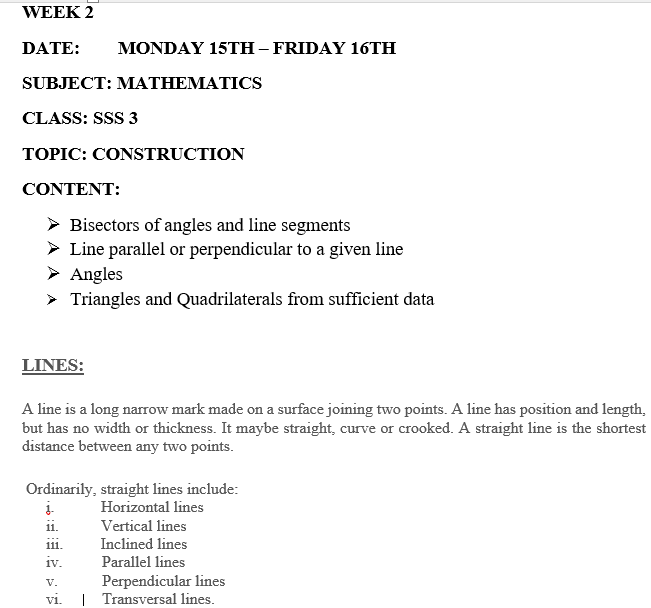 WEEK 2
DATE: MONDAY 15TH – FRIDAY 16TH
SUBJECT: MATHEMATICS
CLASS: SSS 3
TOPIC: CONSTRUCTION
CONTENT:
➢ Bisectors of angles and line segments
➢ Line parallel or perpendicular to a given line
➢ Angles
➢ Triangles and Quadrilaterals from sufficient data
LINES:
A line is a long narrow mark made on a surface joining two points. A line has position and length,
but has no width or thickness. It maybe straight, curve or crooked. A straight line is the shortest
distance between any two points.
Ordinarily, straight lines include:
i. Horizontal lines
ii. Vertical lines
iii. Inclined lines
iv. Parallel lines
v. Perpendicular lines
vi. Transversal lines.